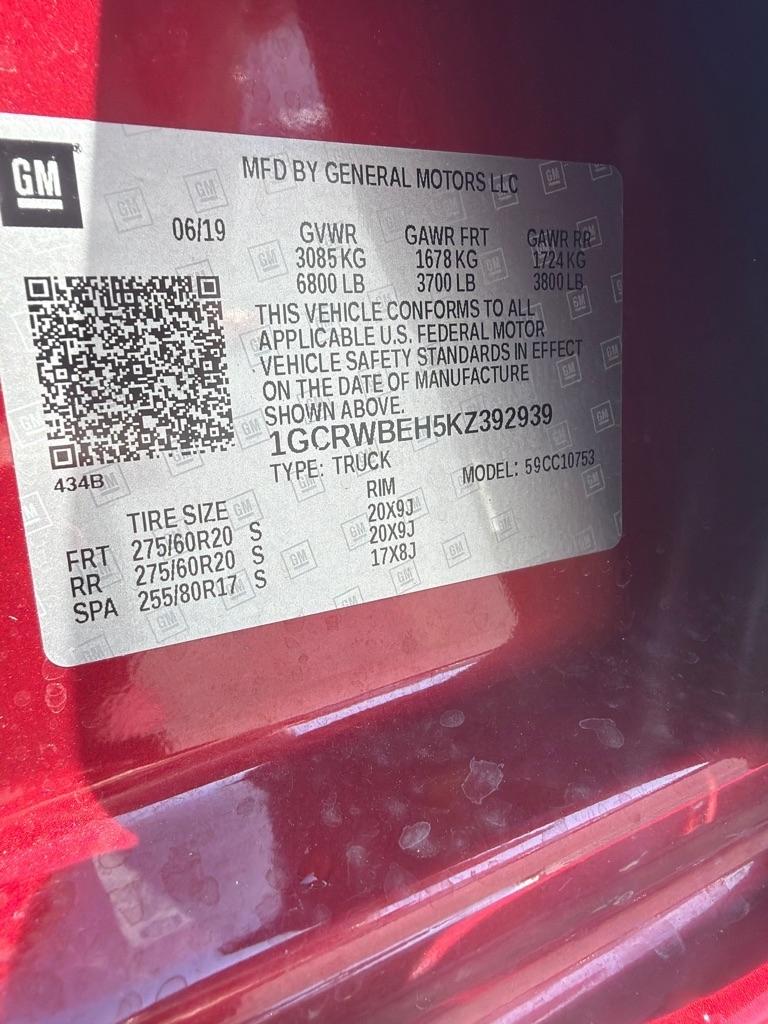 GM
MFD BY GENERAL MOTORS LLC
06/19
GVWR GAWR FRT GAWR RR
3085 KG 1678 KG 1724 KG
6800 LB 3700 LB 3800 LB
THIS VEHICLE CONFORMS TO ALL
APPLICABLE U.S. FEDERAL MOTOR
VEHICLE SAFETY STANDARDS IN EFFECT
ON THE DATE OF MANUFACTURE
SHOWN ABOVE.
1GCRWBEH5KZ392939
TYPE: TRUCK MODEL: 59CC10753
434B
TIRE SIZE RIM
FRT 275/60R20 S 20X9J
RR 275/60R20 S 20X9J
SPA 255/80R17 S 17X8J